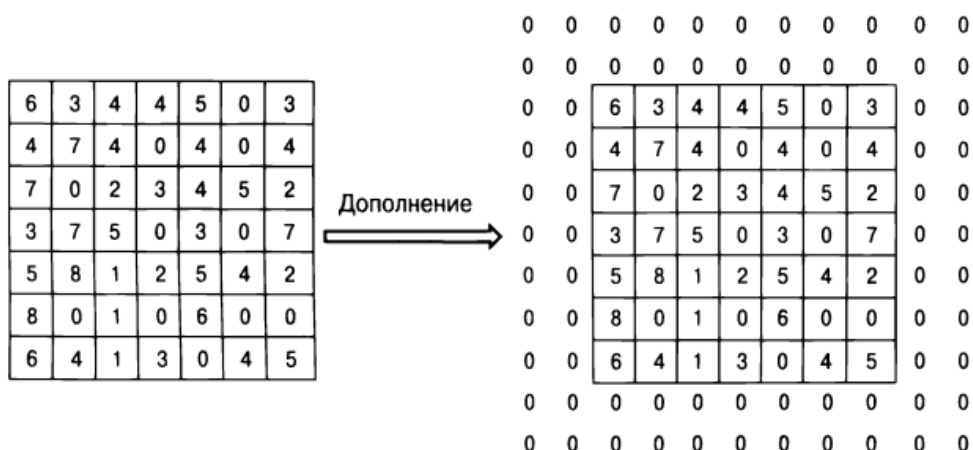 6 3 4 4 5 0 3
4 7 4 0 4 0 4
7 0 2 3 4 5 2
3 7 5 0 3 0 7
5 8 1 2 5 4 2
8 0 1 0 6 0 0
6 4 1 3 0 4 5
Дополнение
0 0 0 0 0 0 0 0 0 0 0
0 0 0 0 0 0 0 0 0 0 0
0 0 6 3 4 4 5 0 3 0 0
0 0 4 7 4 0 4 0 4 0 0
0 0 7 0 2 3 4 5 2 0 0
0 0 3 7 5 0 3 0 7 0 0
0 0 5 8 1 2 5 4 2 0 0
0 0 8 0 1 0 6 0 0 0 0
0 0 6 4 1 3 0 4 5 0 0
0 0 0 0 0 0 0 0 0 0 0
0 0 0 0 0 0 0 0 0 0 0